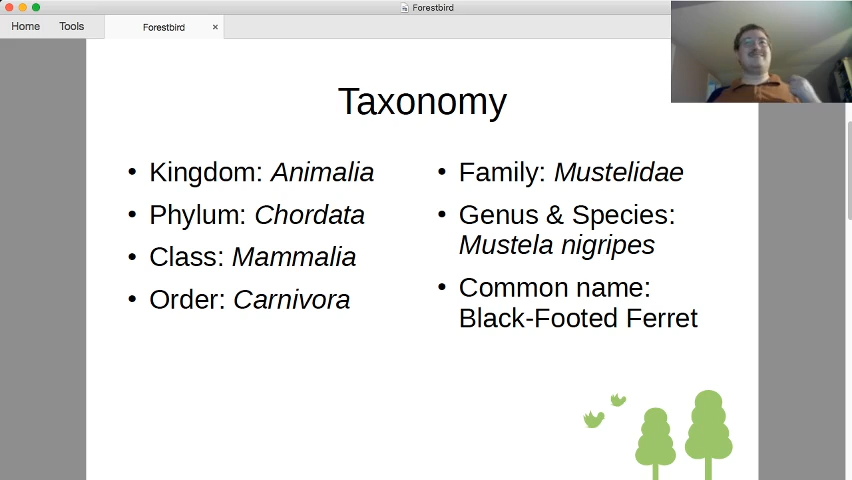 Forestbird
Home Tools Forestbird ×
Taxonomy
• Kingdom: Animalia
• Phylum: Chordata
• Class: Mammalia
• Order: Carnivora
• Family: Mustelidae
• Genus & Species:
Mustela nigripes
• Common name:
Black-Footed Ferret